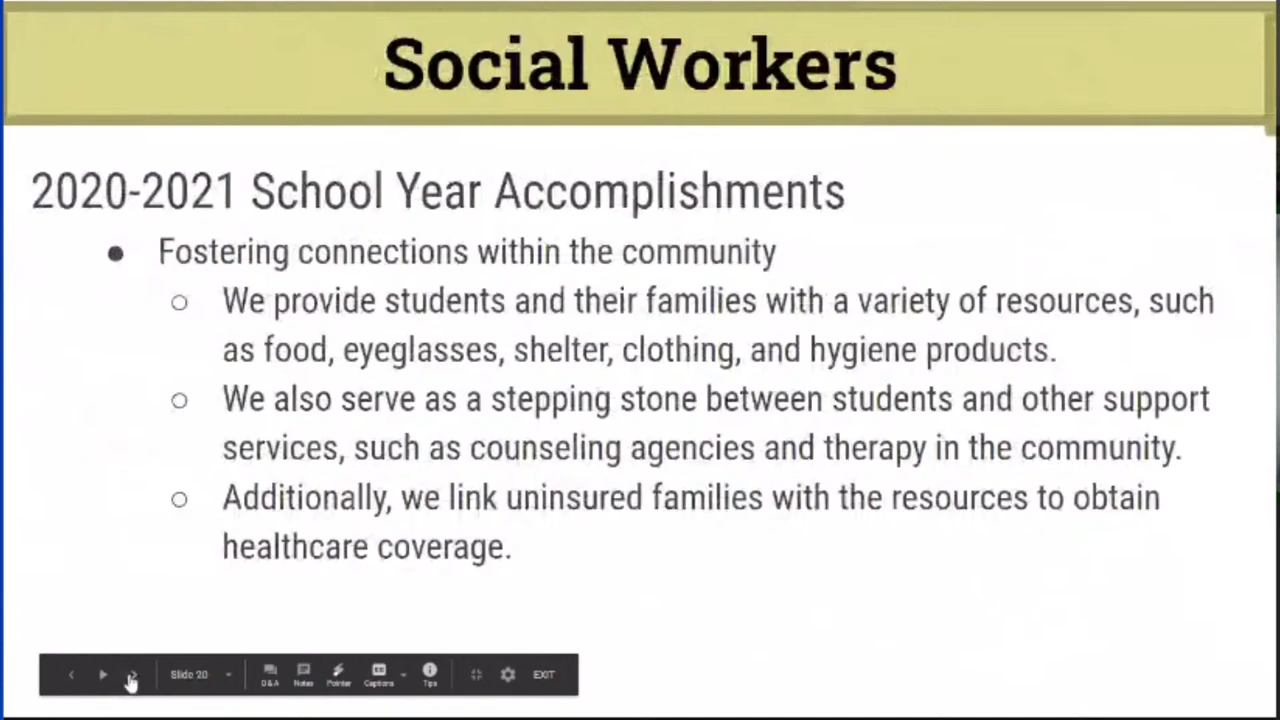 Social Workers
2020-2021 School Year Accomplishments
● Fostering connections within the community
○ We provide students and their families with a variety of resources, such
as food, eyeglasses, shelter, clothing, and hygiene products.
○ We also serve as a stepping stone between students and other support
services, such as counseling agencies and therapy in the community.
○ Additionally, we link uninsured families with the resources to obtain
healthcare coverage.
Slide 20
Q&A Notes Pointer Captions Tips EXIT